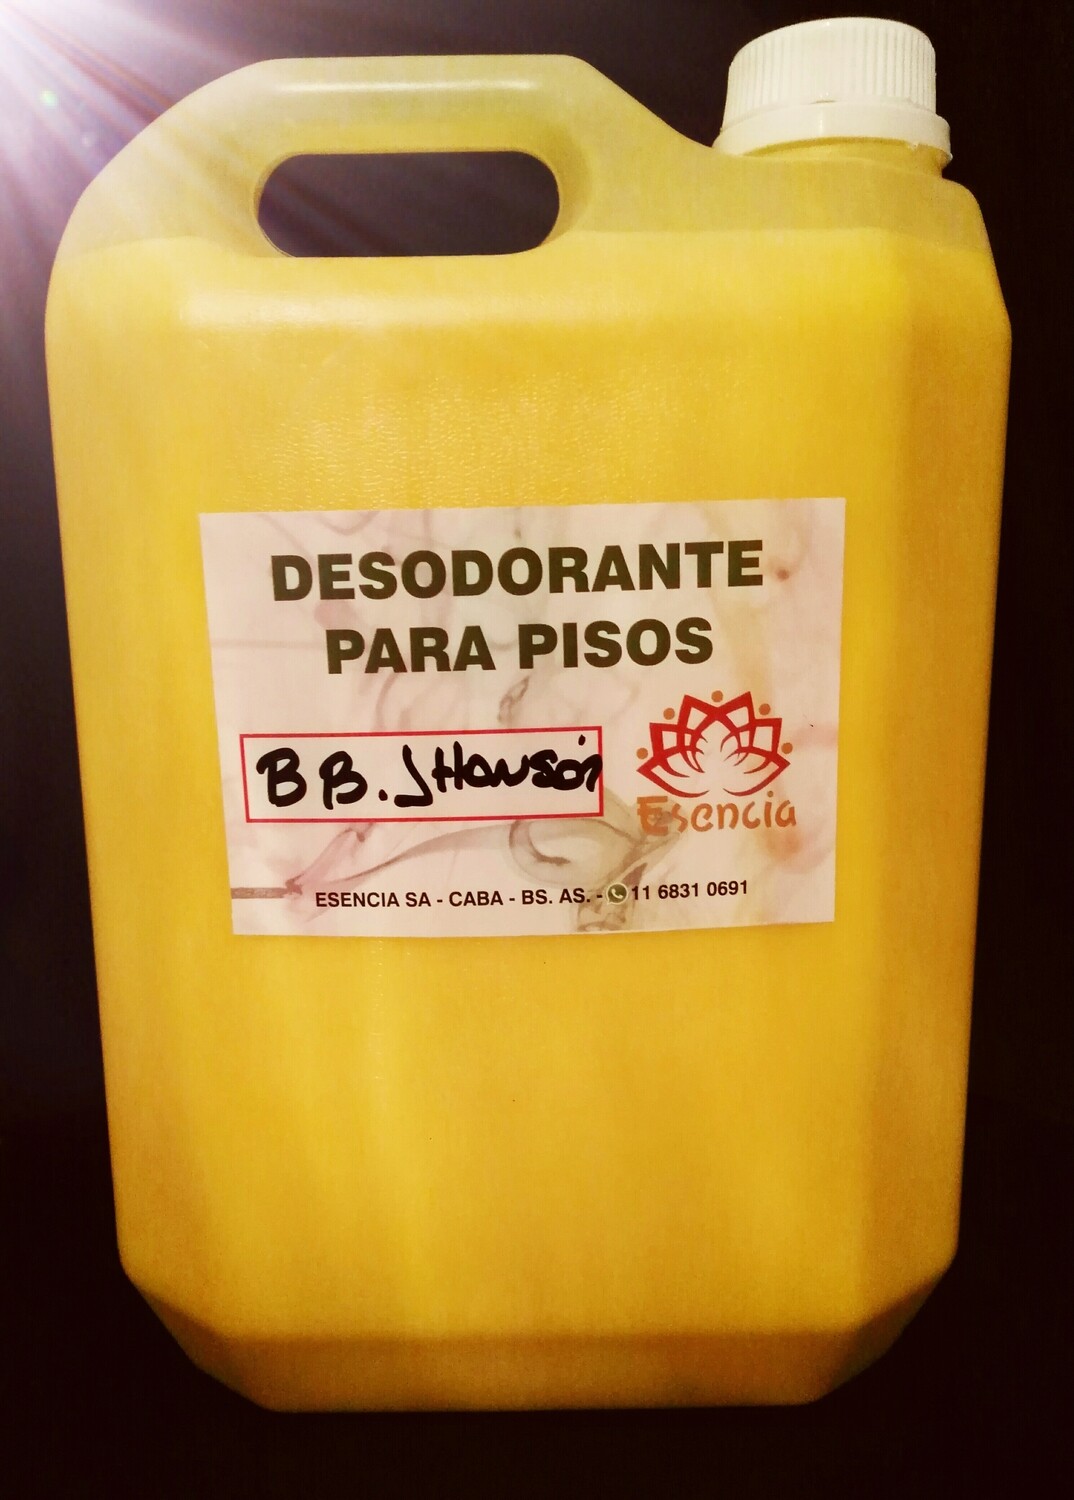 DESODORANTE
PARA PISOS
BB. JHONSON
Esencia
ESENCIA SA - CABA - BS. AS. - 11 6831 0691